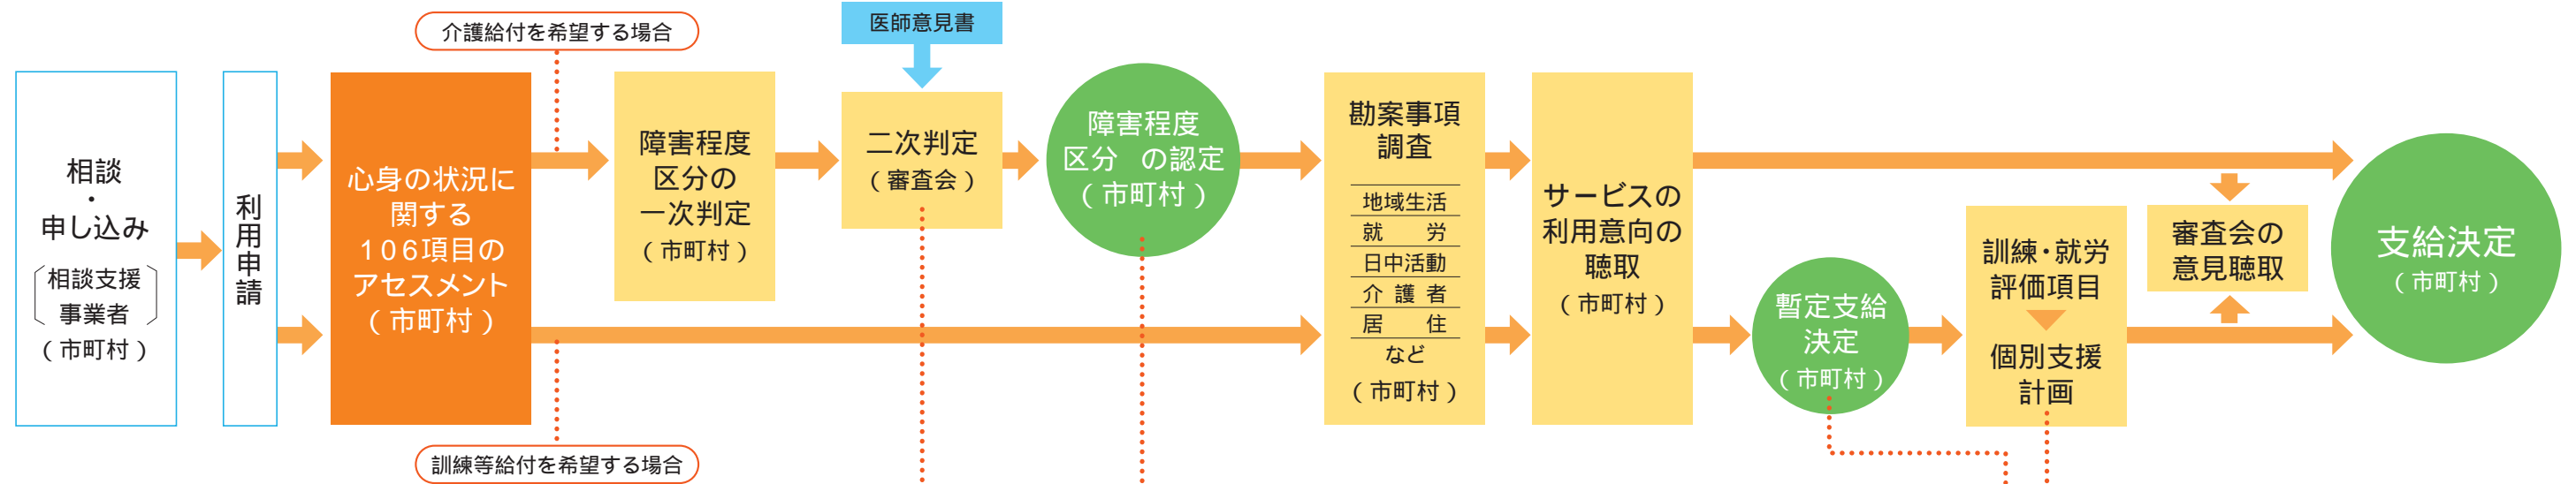 介護給付を希望する場合
医師意見書
相談
・
申し込み
相談支援
事業者
(市町村)
利用申請
心身の状況に
関する
106項目の
アセスメント
(市町村)
障害程度
区分の
一次判定
(市町村)
二次判定
(審査会)
障害程度
区分 の認定
(市町村)
勘案事項
調査
地域生活
就 労
日中活動
介護者
居 住
など
(市町村)
サービスの
利用意向の
聴取
(市町村)
暫定支給
決定
(市町村)
訓練・就労
評価項目
個別支援
計画
審査会の
意見聴取
支給決定
(市町村)
訓練等給付を希望する場合